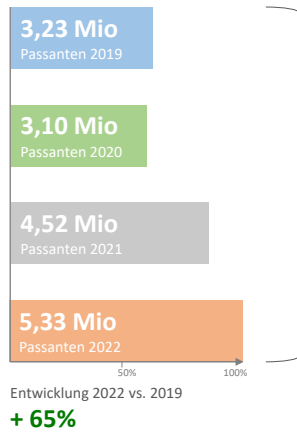 3,23 Mio
Passanten 2019
3,10 Mio
Passanten 2020
4,52 Mio
Passanten 2021
5,33 Mio
Passanten 2022
50% 100%
Entwicklung 2022 vs. 2019
+ 65%